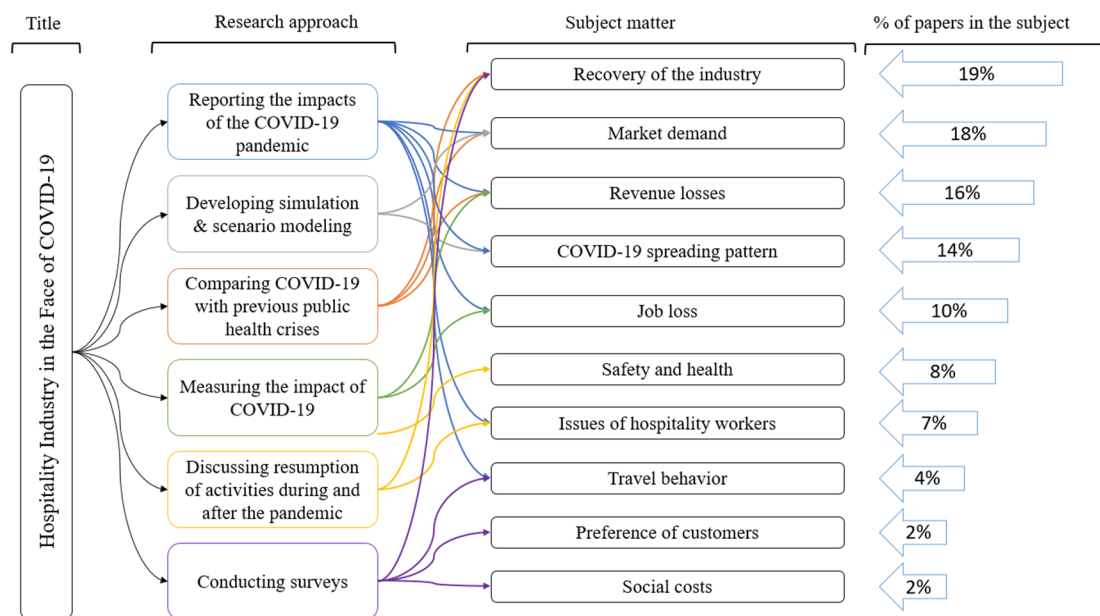 Title
Research approach
Subject matter
% of papers in the subject
Hospitality Industry in the Face of COVID-19
Reporting the impacts
of the COVID-19
pandemic
Developing simulation
& scenario modeling
Comparing COVID-19
with previous public
health crises
Measuring the impact of
COVID-19
Discussing resumption
of activities during and
after the pandemic
Conducting surveys
Recovery of the industry
Market demand
Revenue losses
COVID-19 spreading pattern
Job loss
Safety and health
Issues of hospitality workers
Travel behavior
Preference of customers
Social costs
19%
18%
16%
14%
10%
8%
7%
4%
2%
2%